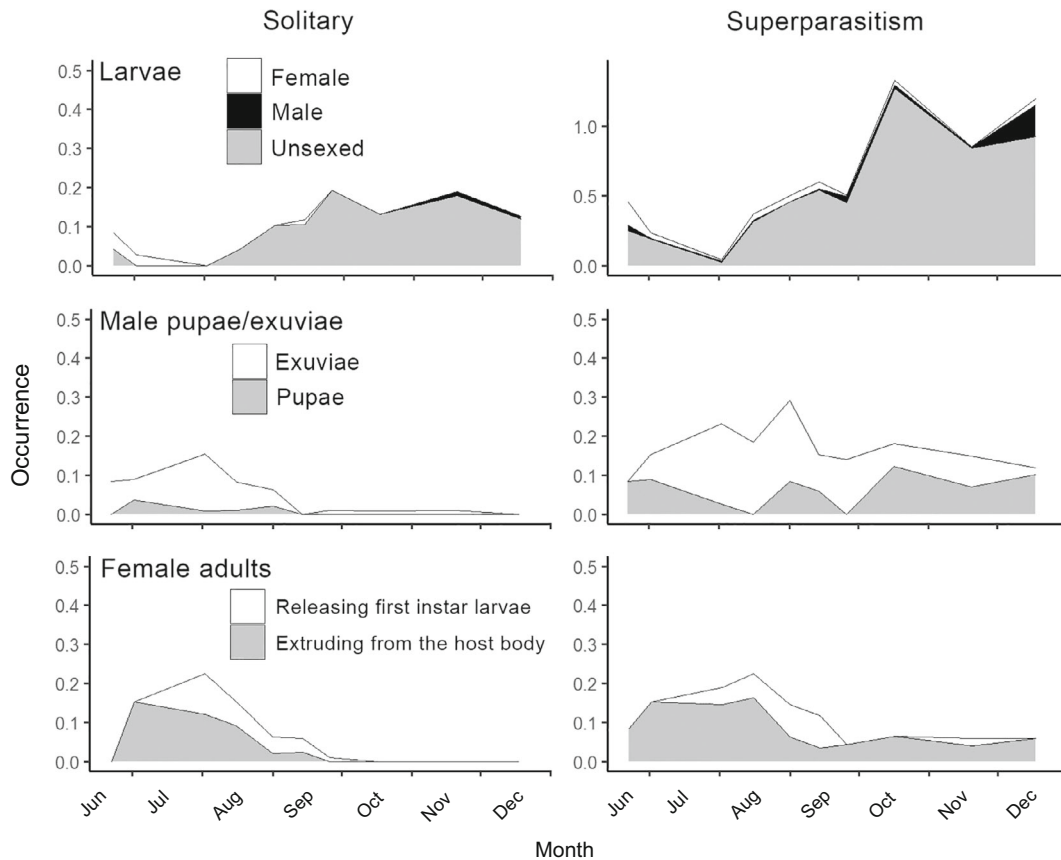 Solitary
Superparasitism
Larvae
Female
Male
Unsexed
0.5
0.4
0.3
0.2
0.1
0.0
1.0
0.5
0.0
Male pupae/exuviae
Exuviae
Pupae
0.5
0.4
0.3
0.2
0.1
0.0
0.5
0.4
0.3
0.2
0.1
0.0
Occurrence
Female adults
Releasing first instar larvae
Extruding from the host body
0.5
0.4
0.3
0.2
0.1
0.0
0.5
0.4
0.3
0.2
0.1
0.0
Jun Jul Aug Sep Oct Nov Dec
Jun Jul Aug Sep Oct Nov Dec
Month